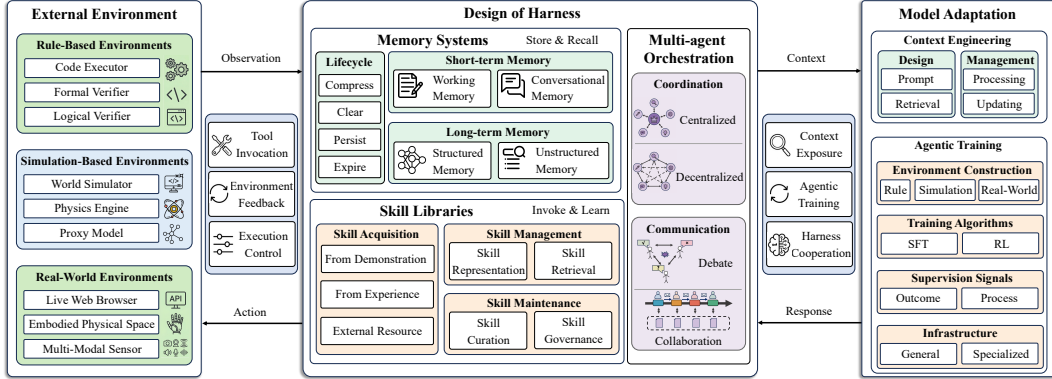 External Environment
Rule-Based Environments
Code Executor
Formal Verifier
Logical Verifier
Simulation-Based Environments
World Simulator
Physics Engine
Proxy Model
Real-World Environments
Live Web Browser
API
Embodied Physical Space
Multi-Modal Sensor
Observation
Tool
Invocation
Environment
Feedback
Execution
Control
Action
Design of Harness
Memory Systems
Store & Recall
Lifecycle
Compress
Clear
Persist
Expire
Short-term Memory
Working
Memory
Conversational
Memory
Long-term Memory
Structured
Memory
Unstructured
Memory
Skill Libraries
Invoke & Learn
Skill Acquisition
From Demonstration
From Experience
External Resource
Skill Management
Skill
Representation
Skill
Retrieval
Skill Maintenance
Skill
Curation
Skill
Governance
Multi-agent
Orchestration
Coordination
Centralized
Decentralized
Communication
Debate
Collaboration
Context
Context
Exposure
Agentic
Training
Harness
Cooperation
Response
Model Adaptation
Context Engineering
Design
Prompt
Retrieval
Management
Processing
Updating
Agentic Training
Environment Construction
Rule
Simulation
Real-World
Training Algorithms
SFT
RL
Supervision Signals
Outcome
Process
Infrastructure
General
Specialized